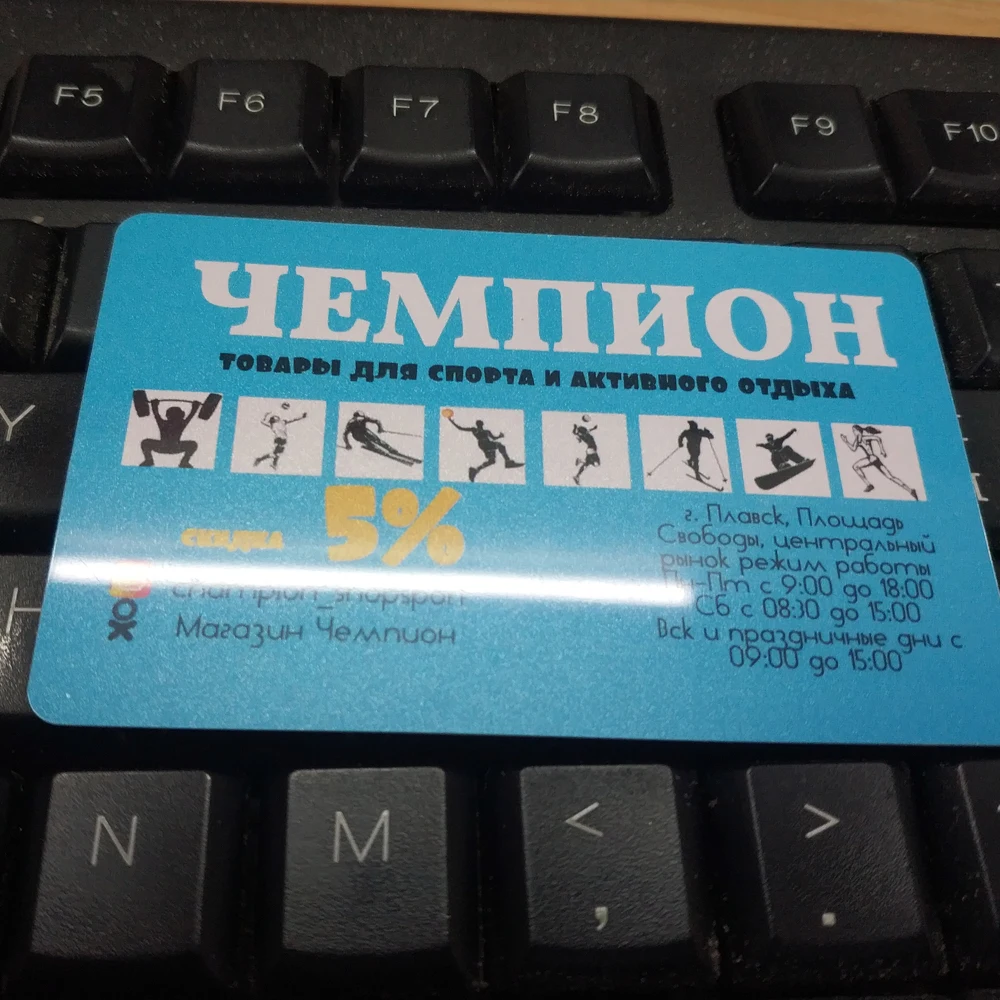 F5 F6 F7 F8 F9 F10
ЧЕМПИОН
ТОВАРЫ ДЛЯ СПОРТА И АКТИВНОГО ОТДЫХА
Y
СКИДКА 5%
г. Плавск, Площадь
Свободы, центральный
рынок режим работы
Пн-Пт с 9:00 до 18:00
Сб с 08:30 до 15:00
Вск и праздничные дни с
09:00 до 15:00
champion_shopsport
Магазин Чемпион
H
N M < >
, .